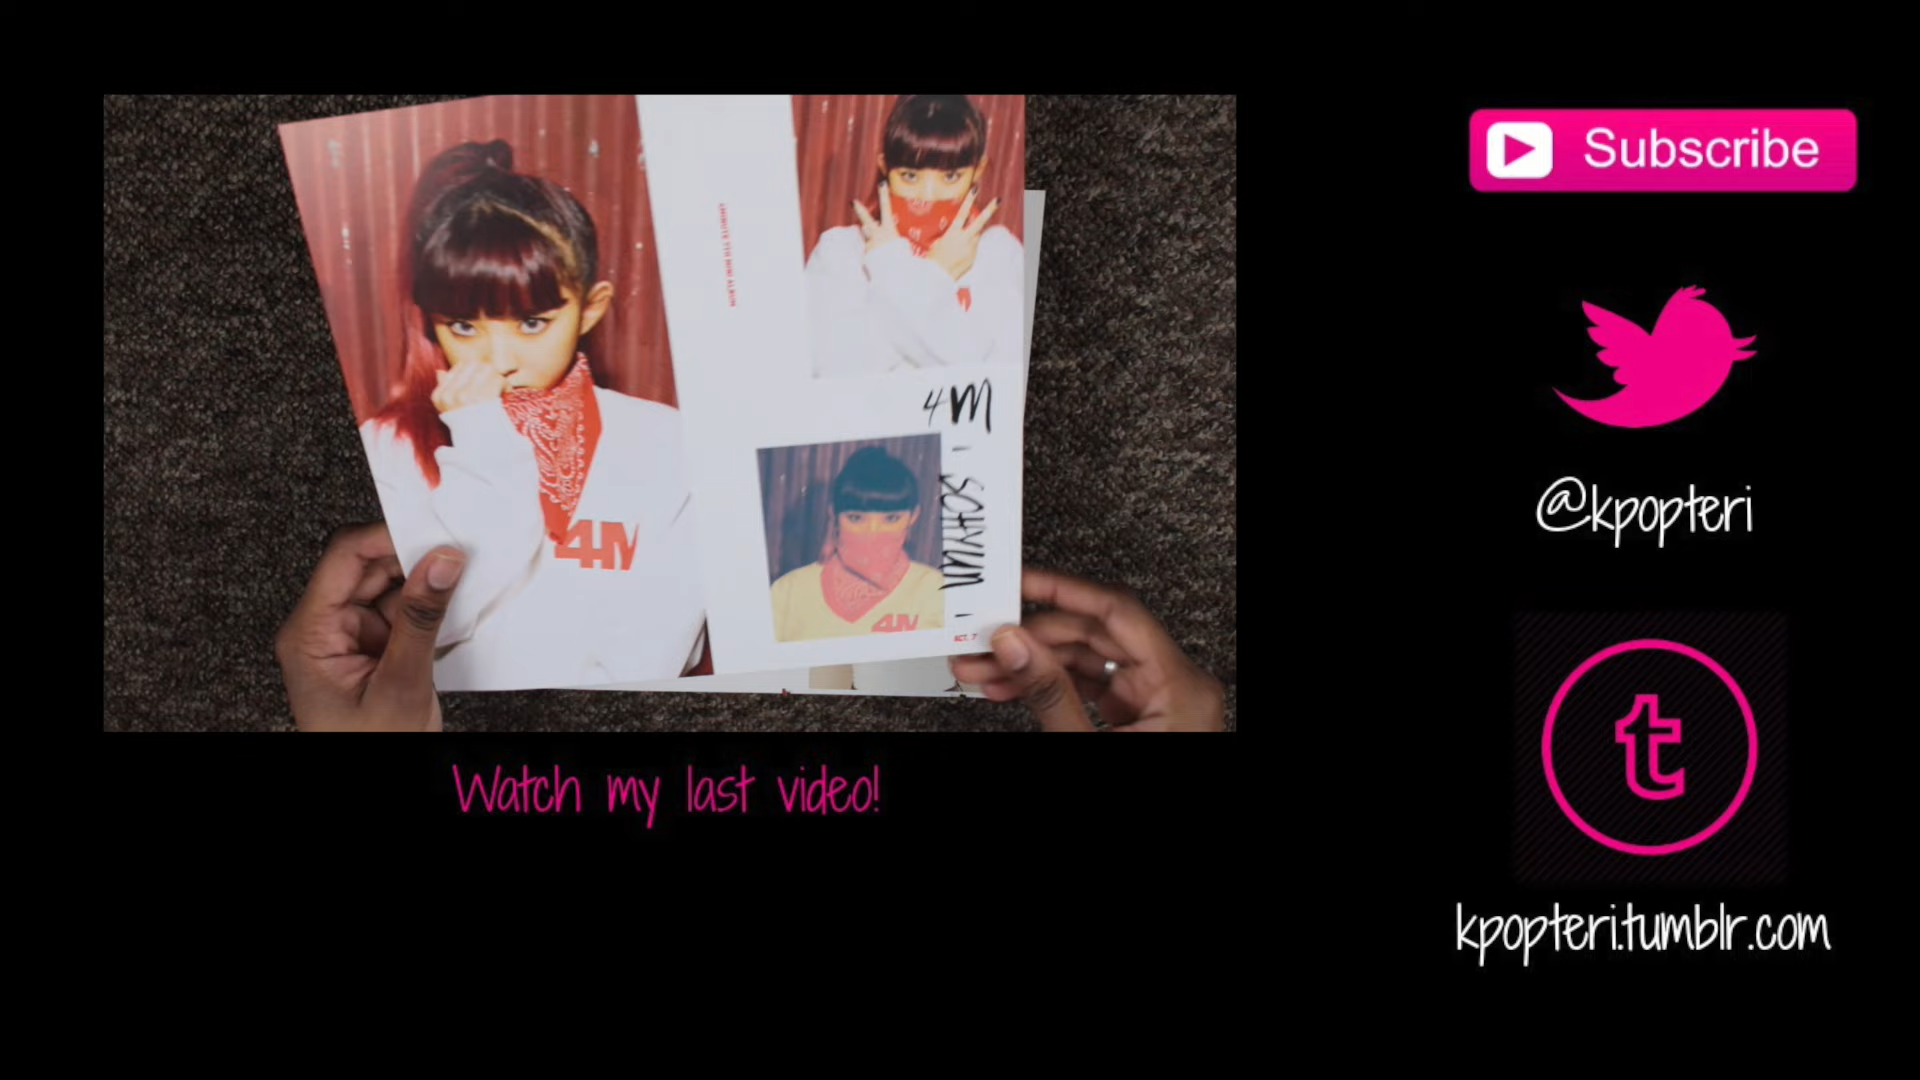 Subscribe
4M
SOHYUN
4M
4M
Watch my last video!
@kpopteri
t
kpopteri.tumblr.com